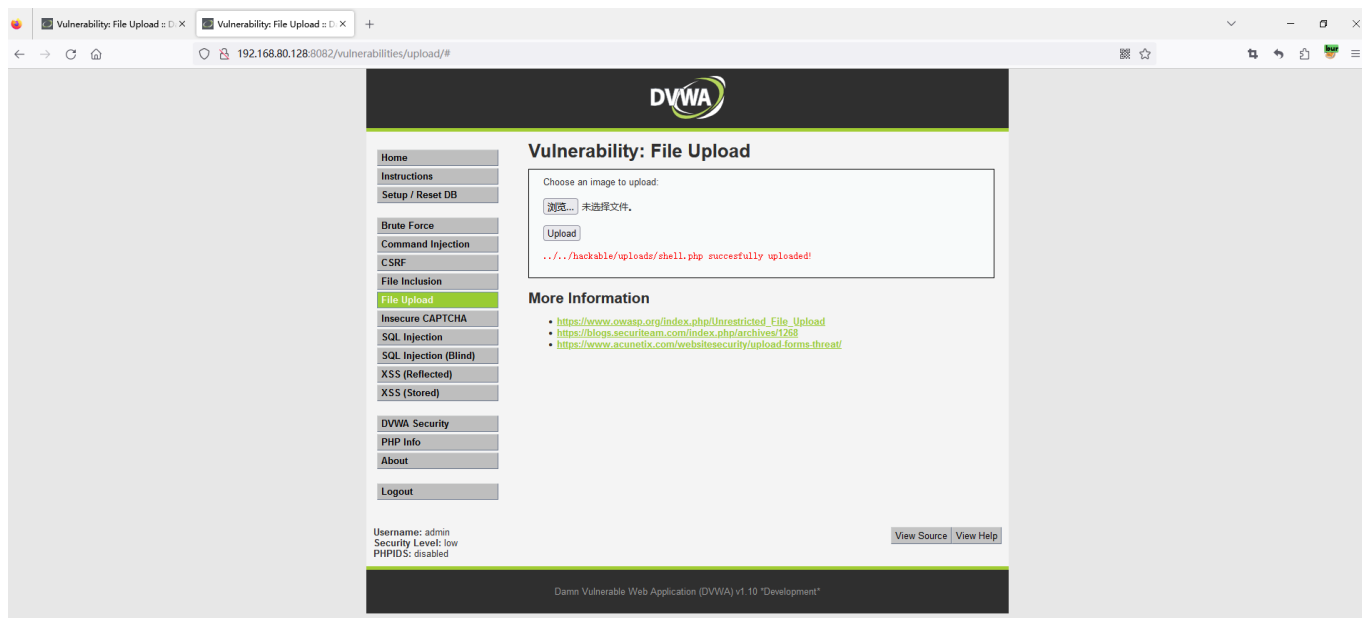 Vulnerability: File Upload :: D
Vulnerability: File Upload :: D
192.168.80.128:8082/vulnerabilities/upload/#
bur
DVWA
Home
Instructions
Setup / Reset DB
Brute Force
Command Injection
CSRF
File Inclusion
File Upload
Insecure CAPTCHA
SQL Injection
SQL Injection (Blind)
XSS (Reflected)
XSS (Stored)
DVWA Security
PHP Info
About
Logout
Vulnerability: File Upload
Choose an image to upload:
浏览... 未选择文件。
Upload
../../hackable/uploads/shell.php succesfully uploaded!
More Information
https://www.owasp.org/index.php/Unrestricted_File_Upload
https://blogs.securiteam.com/index.php/archives/1268
https://www.acunetix.com/websitesecurity/upload-forms-threat/
Username: admin
Security Level: low
PHPIDS: disabled
View Source View Help
Damn Vulnerable Web Application (DVWA) v1.10 *Development*